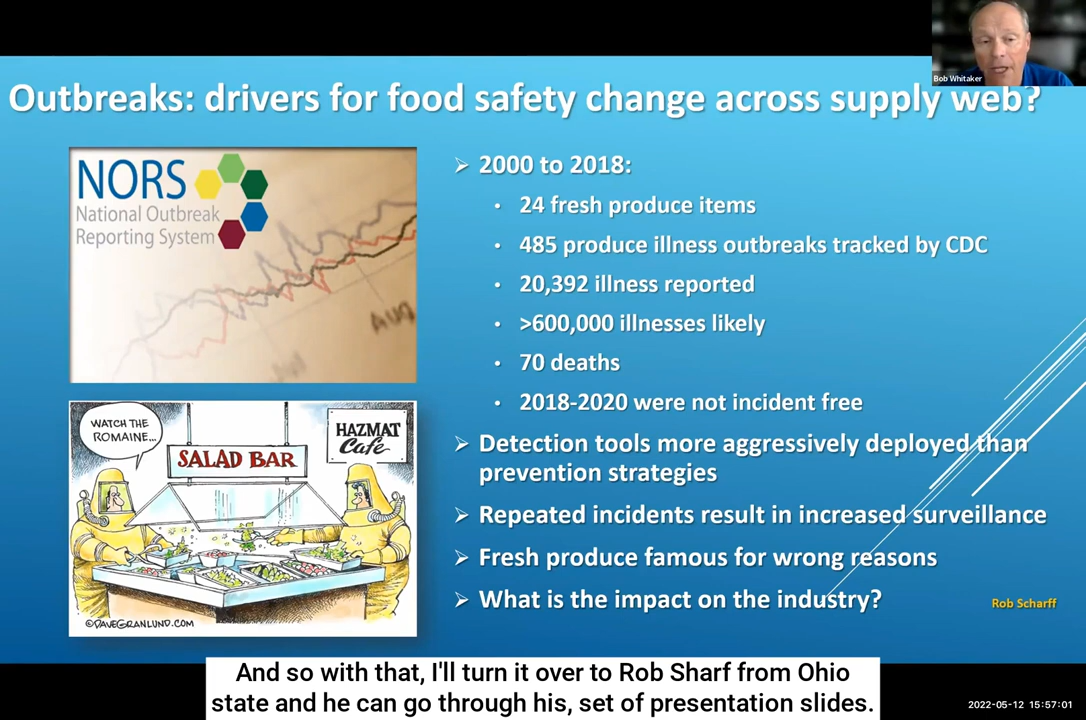 Bob Whitaker
Outbreaks: drivers for food safety change across supply web?
NORS
National Outbreak
Reporting System
AUG
WATCH THE
ROMAINE...
SALAD BAR
HAZMAT
Cafe
©DAVEGRANLUND.COM
➢ 2000 to 2018:
• 24 fresh produce items
• 485 produce illness outbreaks tracked by CDC
• 20,392 illness reported
• >600,000 illnesses likely
• 70 deaths
• 2018-2020 were not incident free
➢ Detection tools more aggressively deployed than
prevention strategies
➢ Repeated incidents result in increased surveillance
➢ Fresh produce famous for wrong reasons
➢ What is the impact on the industry?
Rob Scharff
And so with that, I'll turn it over to Rob Sharf from Ohio
state and he can go through his, set of presentation slides.
2022-05-12 15:57:01